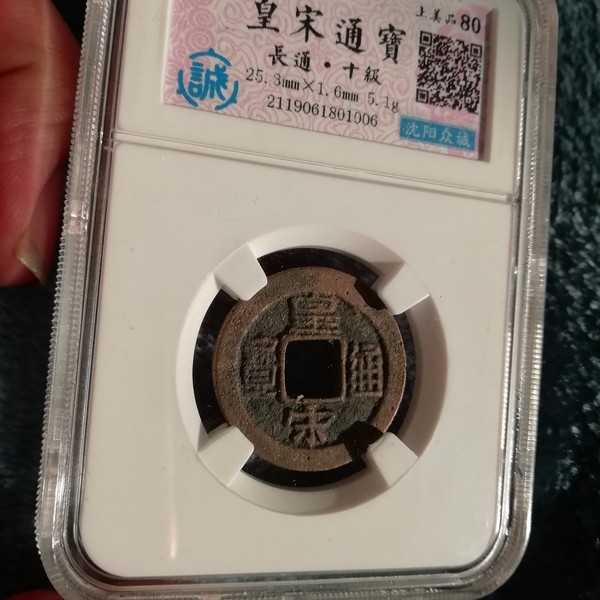 皇宋通寶
上美品80
長通·十級
誠
25.3mm×1.6mm 5.1g
2119061801006
沈阳众诚
皇宋通寶